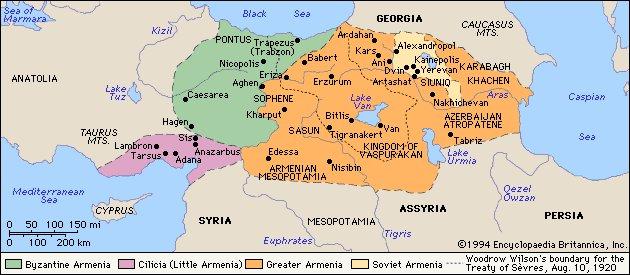 Sea of
Marmara
Black Sea
GEORGIA
CAUCASUS
MTS.
Kizil
PONTUS
Trapezus
(Trabzon)
Ardahan
Alexandropol
Kars
Ani
Kainepolis
Yerevan
Dvin
Artashat
KARABAGH
KHACHEN
SIUNIQ
Nicopolis
Babert
Eriza
Erzurum
Aghen
ANATOLIA
Lake
Tuz
Caesarea
SOPHENE
Kharput
Lake
Van
Bitlis
Van
Tigranakert
SASUN
KINGDOM OF
VASPURAKAN
Nakhichevan
Aras
Caspian
Sea
AZERBAIJAN
ATROPATENE
Tabriz
Lake
Urmia
Hagen
Sis
TAURUS
MTS.
Lambron
Tarsus
Adana
Anazarbus
Edessa
ARMENIAN
MESOPOTAMIA
Nisibin
Mediterranean
Sea
CYPRUS
SYRIA
MESOPOTAMIA
ASSYRIA
Qezel
Owzan
PERSIA
Euphrates
Tigris
0 50 100 150 mi
0 100 200 km
©1994 Encyclopaedia Britannica, Inc.
Byzantine Armenia
Cilicia (Little Armenia)
Greater Armenia
Soviet Armenia
Woodrow Wilson's boundary for the
Treaty of Sèvres, Aug. 10, 1920